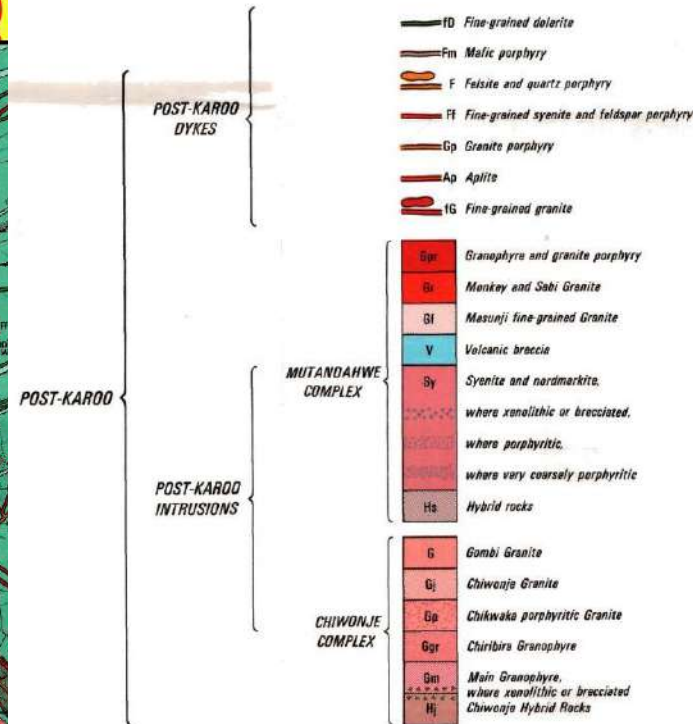 fD Fine-grained dolerite
Fm Mafic porphyry
F Felsite and quartz porphyry
POST-KAROO
DYKES
Ff Fine-grained syenite and feldspar porphyry
Gp Granite porphyry
Ap Aplite
fG Fine-grained granite
Gpr Granophyre and granite porphyry
Gr Monkey and Sabi Granite
Gf Masunji fine-grained Granite
V Volcanic breccia
MUTANDAHWE
COMPLEX
Sy Syenite and nordmarkite,
where xenolithic or brecciated,
where porphyritic,
where very coarsely porphyritic
POST-KAROO
POST-KAROO
INTRUSIONS
Hs Hybrid rocks
G Gombi Granite
Gj Chiwonje Granite
Gp Chikwaka porphyritic Granite
CHIWONJE
COMPLEX
Ggr Chiribira Granophyre
Gm Main Granophyre,
where xenolithic or brecciated
Hj Chiwonje Hybrid Rocks